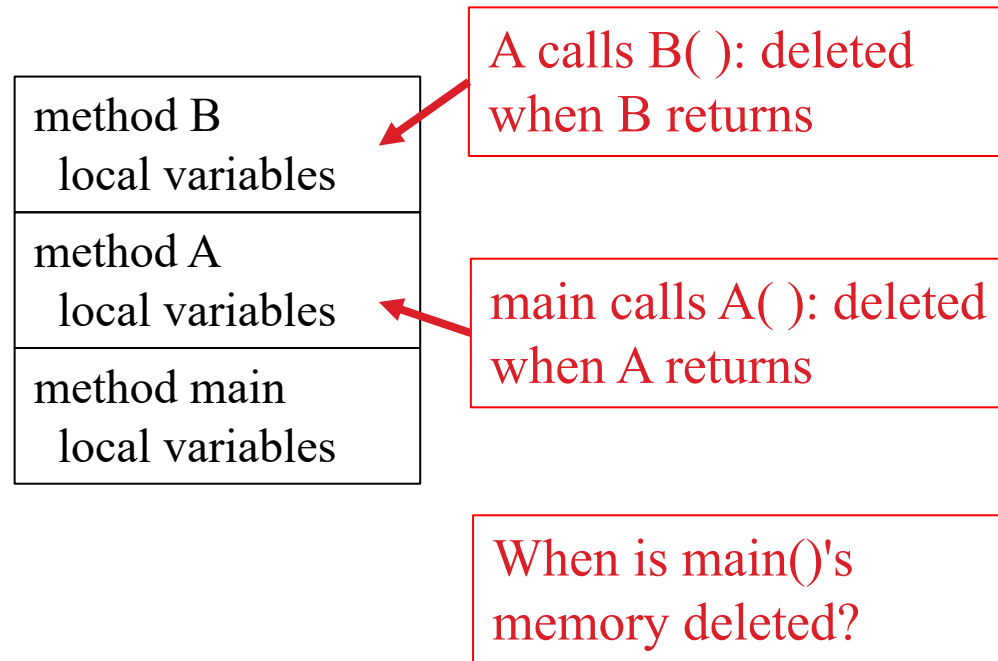 method B
local variables
A calls B( ): deleted
when B returns
method A
local variables
main calls A( ): deleted
when A returns
method main
local variables
When is main()'s
memory deleted?